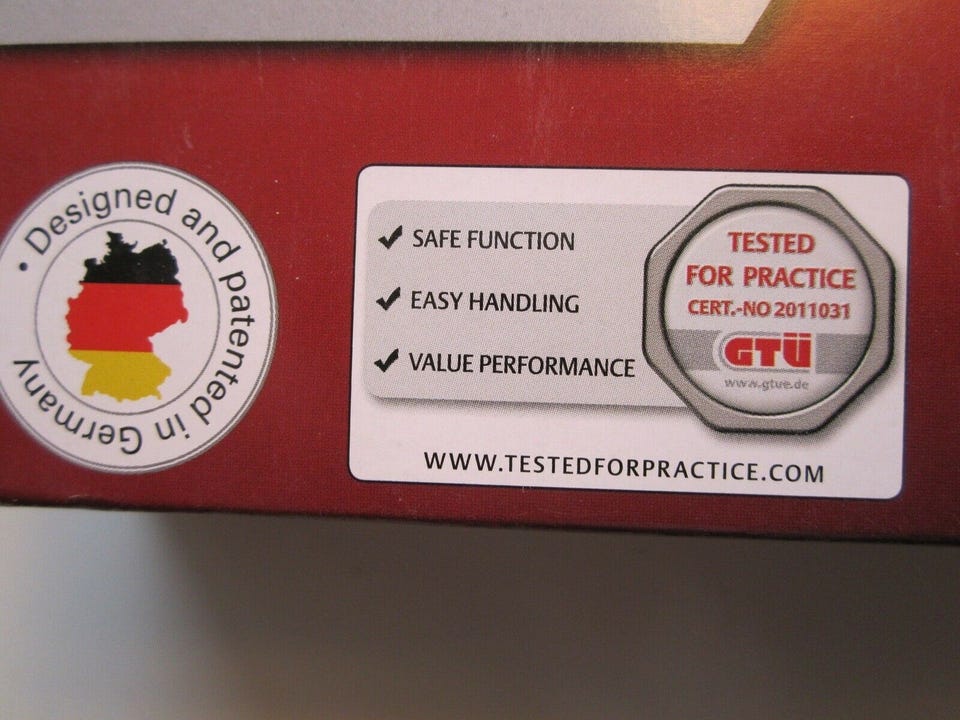 • Designed and patented in Germany
✓ SAFE FUNCTION
✓ EASY HANDLING
✓ VALUE PERFORMANCE
TESTED
FOR PRACTICE
CERT.-NO 2011031
GTÜ
www.gtue.de
WWW.TESTEDFORPRACTICE.COM